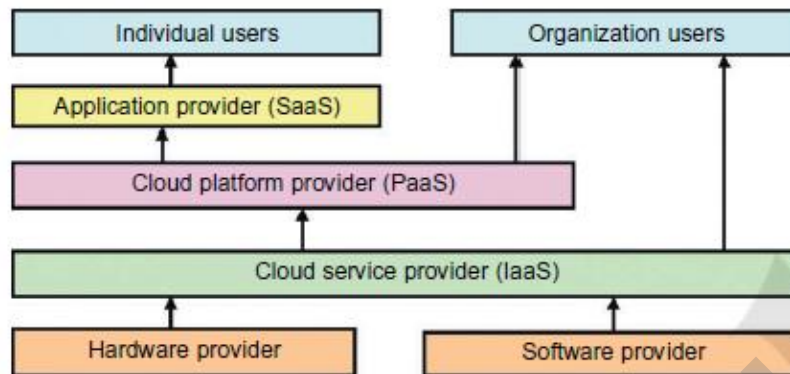 Individual users
Organization users
Application provider (SaaS)
Cloud platform provider (PaaS)
Cloud service provider (IaaS)
Hardware provider
Software provider